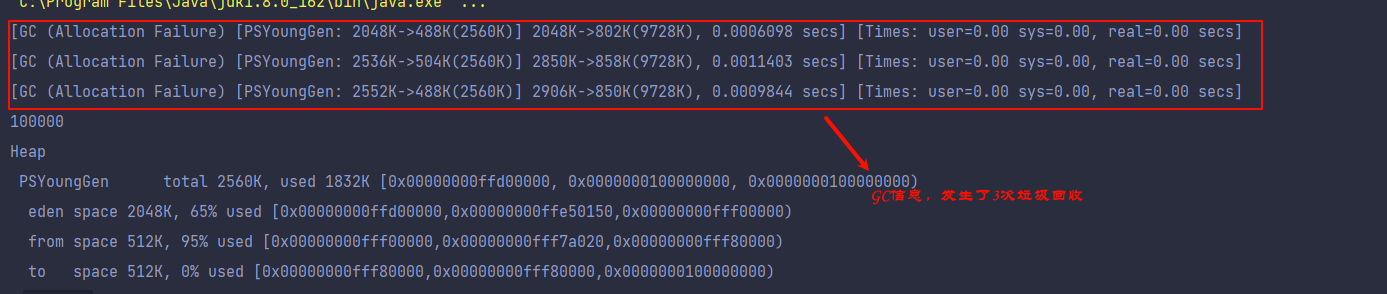 C:\Program Files\Java\jdk1.8.0_162\bin\java.exe" ...
[GC (Allocation Failure) [PSYoungGen: 2048K->488K(2560K)] 2048K->802K(9728K), 0.0006098 secs] [Times: user=0.00 sys=0.00, real=0.00 secs]
[GC (Allocation Failure) [PSYoungGen: 2536K->504K(2560K)] 2850K->858K(9728K), 0.0011403 secs] [Times: user=0.00 sys=0.00, real=0.00 secs]
[GC (Allocation Failure) [PSYoungGen: 2552K->488K(2560K)] 2906K->850K(9728K), 0.0009844 secs] [Times: user=0.00 sys=0.00, real=0.00 secs]
100000
Heap
PSYoungGen total 2560K, used 1832K [0x00000000ffd00000, 0x0000000100000000, 0x0000000100000000)
GC信息，发生了3次垃圾回收
eden space 2048K, 65% used [0x00000000ffd00000,0x00000000ffe50150,0x00000000fff00000)
from space 512K, 95% used [0x00000000fff00000,0x00000000fff7a020,0x00000000fff80000)
to space 512K, 0% used [0x00000000fff80000,0x00000000fff80000,0x0000000100000000)